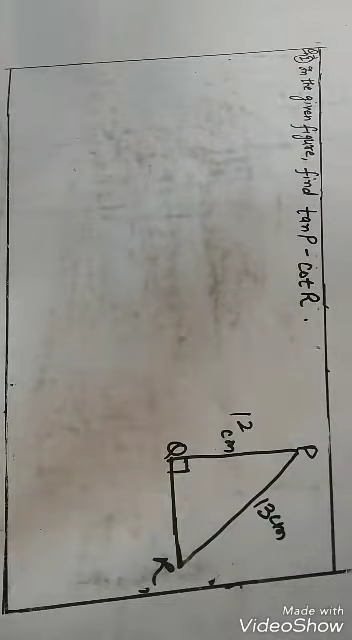 in the given figure, find tanP - cotR.
P
12
cm
13cm
Q
R
Made with
VideoShow